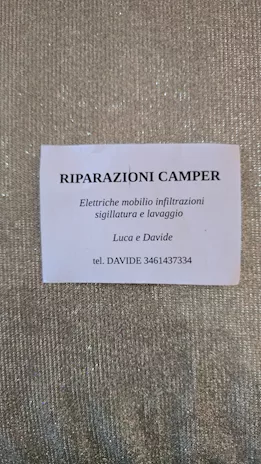 RIPARAZIONI CAMPER
Elettriche mobilio infiltrazioni
sigillatura e lavaggio
Luca e Davide
tel. DAVIDE 3461437334